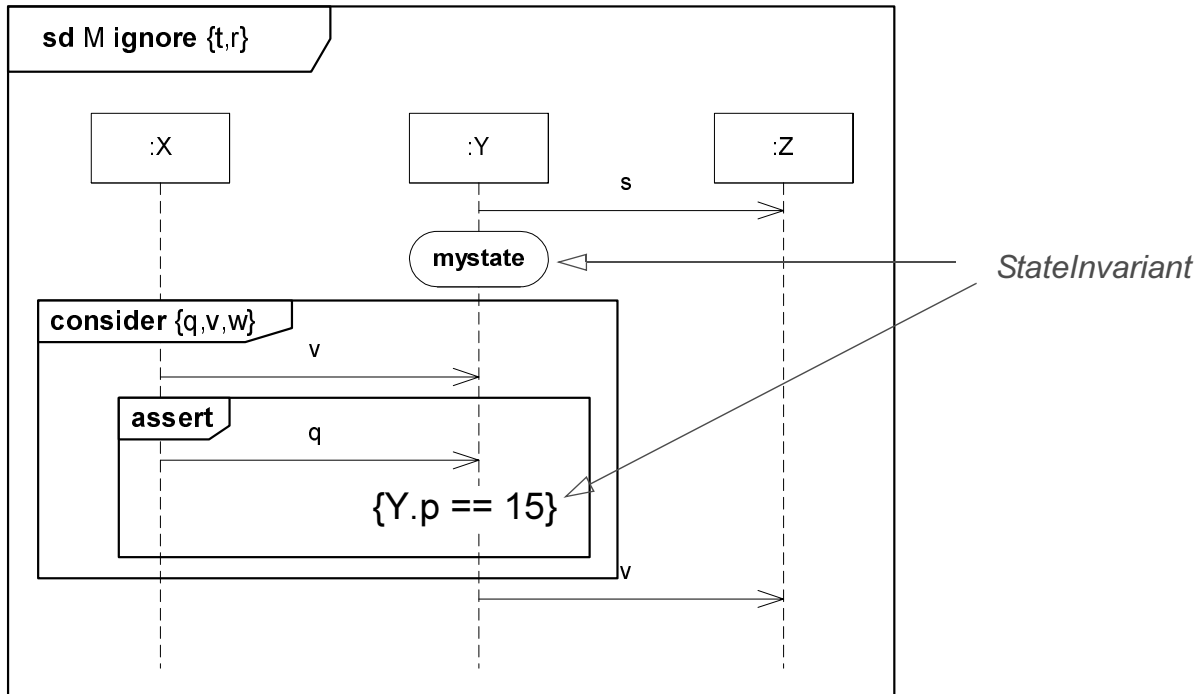 sd M ignore {t,r}
:X
:Y
:Z
s
mystate
StateInvariant
consider {q,v,w}
v
assert
q
{Y.p == 15}
v